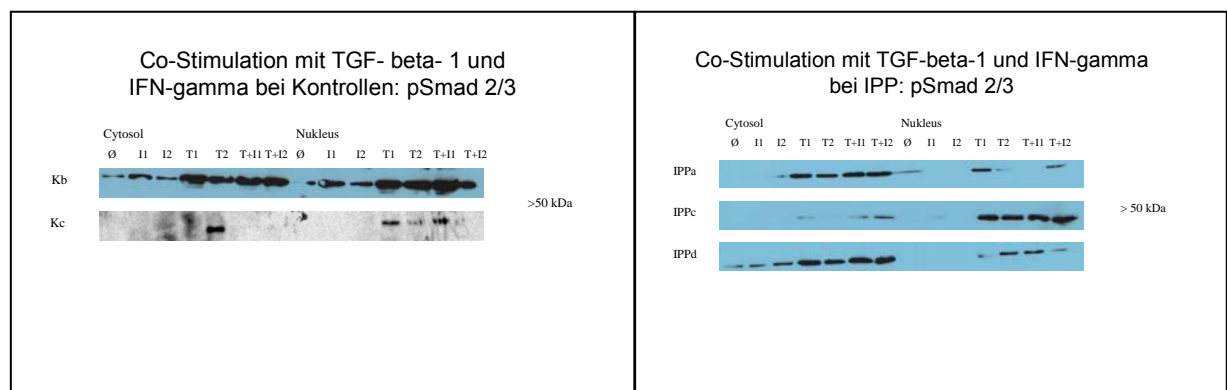 Co-Stimulation mit TGF- beta- 1 und
IFN-gamma bei Kontrollen: pSmad 2/3
Cytosol Nukleus
Ø I1 I2 T1 T2 T+I1 T+I2 Ø I1 I2 T1 T2 T+I1 T+I2
Kb
>50 kDa
Kc
Co-Stimulation mit TGF-beta-1 und IFN-gamma
bei IPP: pSmad 2/3
Cytosol Nukleus
Ø I1 I2 T1 T2 T+I1 T+I2 Ø I1 I2 T1 T2 T+I1 T+I2
IPPa
IPPc > 50 kDa
IPPd